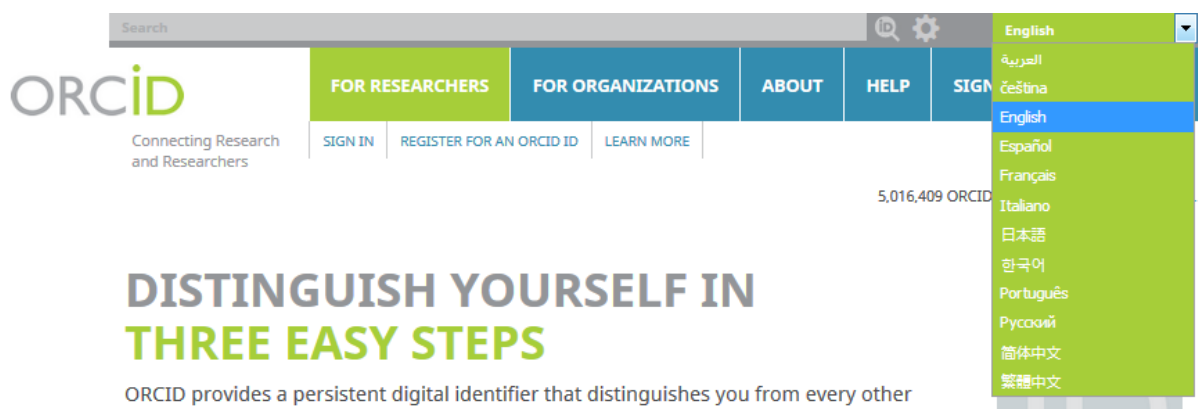 Search
English
ORCID
Connecting Research
and Researchers
FOR RESEARCHERS
FOR ORGANIZATIONS
ABOUT
HELP
SIGN
SIGN IN
REGISTER FOR AN ORCID ID
LEARN MORE
العربية
čeština
English
Español
Français
Italiano
日本語
한국어
Português
Русский
简体中文
繁體中文
5,016,409 ORCID
DISTINGUISH YOURSELF IN
THREE EASY STEPS
ORCID provides a persistent digital identifier that distinguishes you from every other